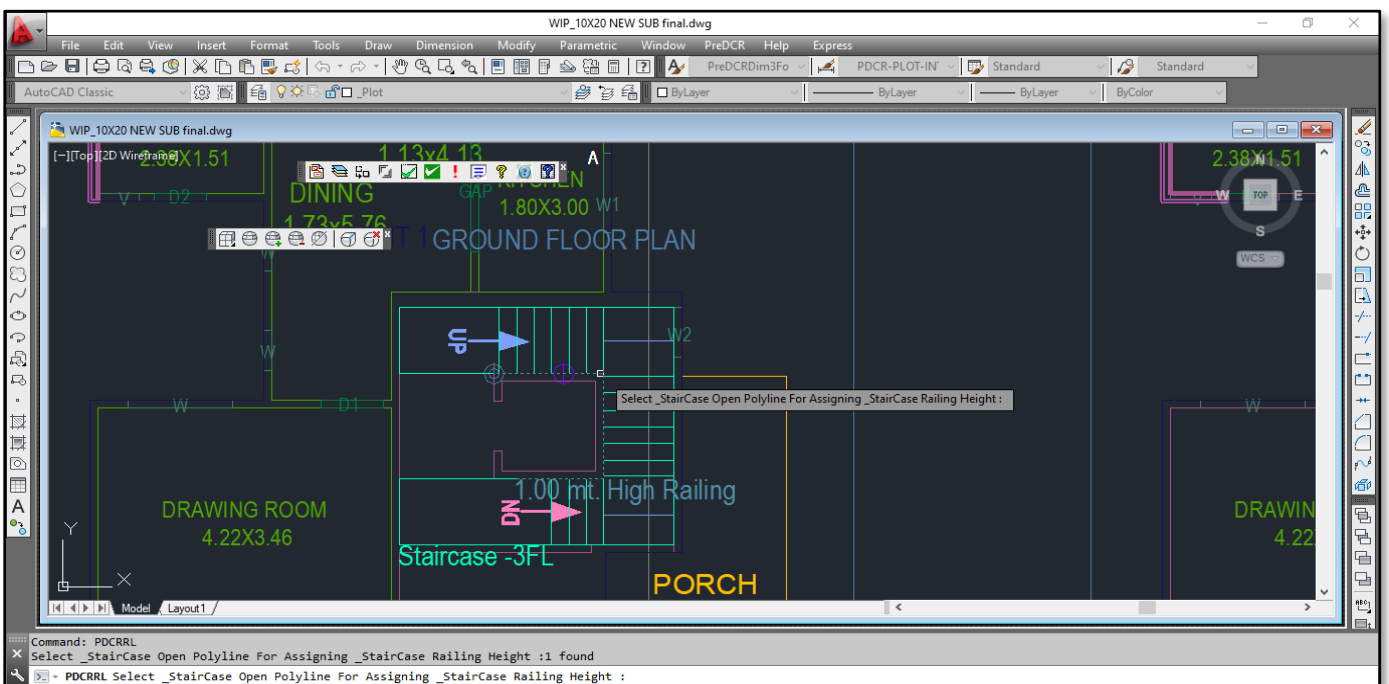 WIP_10X20 NEW SUB final.dwg
File Edit View Insert Format Tools Draw Dimension Modify Parametric Window PreDCR Help Express
PreDCRDim3Fo PDCR-PLOT-IN Standard Standard
AutoCAD Classic _Plot ByLayer ByLayer ByLayer ByColor
WIP_10X20 NEW SUB final.dwg
[−][Top][2D Wireframe]
2.38X1.51 1.13x4.13 2.38X1.51
N
W TOP E
S
WCS
V D2 DINING GAP KITCHEN
1.73x5.76 1.80X3.00 W1
GROUND FLOOR PLAN
W
UP W2
W
Select _StairCase Open Polyline For Assigning _StairCase Railing Height :
W D1 W
1.00 mt. High Railing
DRAWING ROOM DN DRAWIN
4.22X3.46 4.22
Staircase -3FL
PORCH
Y
X
Model Layout1
Command: PDCRRL
Select _StairCase Open Polyline For Assigning _StairCase Railing Height :1 found
PDCRRL Select _StairCase Open Polyline For Assigning _StairCase Railing Height :